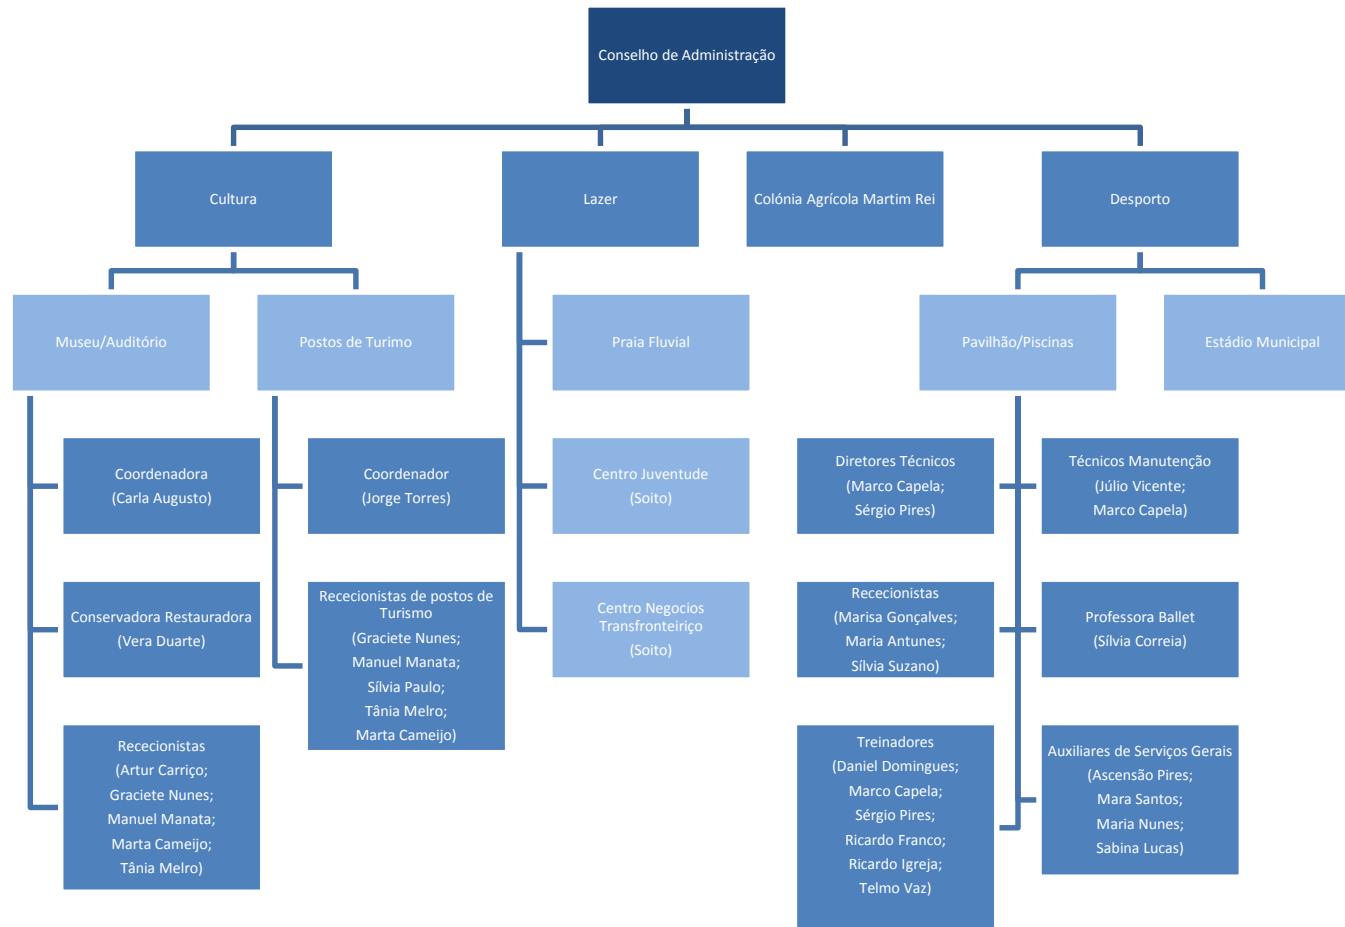 Conselho de Administração
Cultura
Lazer
Colónia Agrícola Martim Rei
Desporto
Museu/Auditório
Postos de Turimo
Praia Fluvial
Pavilhão/Piscinas
Estádio Municipal
Coordenadora
(Carla Augusto)
Coordenador
(Jorge Torres)
Centro Juventude
(Soito)
Diretores Técnicos
(Marco Capela;
Sérgio Pires)
Técnicos Manutenção
(Júlio Vicente;
Marco Capela)
Conservadora Restauradora
(Vera Duarte)
Rececionistas de postos de
Turismo
(Graciete Nunes;
Manuel Manata;
Sílvia Paulo;
Tânia Melro;
Marta Cameijo)
Centro Negocios
Transfronteiriço
(Soito)
Rececionistas
(Marisa Gonçalves;
Maria Antunes;
Sílvia Suzano)
Professora Ballet
(Sílvia Correia)
Rececionistas
(Artur Carriço;
Graciete Nunes;
Manuel Manata;
Marta Cameijo;
Tânia Melro)
Treinadores
(Daniel Domingues;
Marco Capela;
Sérgio Pires;
Ricardo Franco;
Ricardo Igreja;
Telmo Vaz)
Auxiliares de Serviços Gerais
(Ascensão Pires;
Mara Santos;
Maria Nunes;
Sabina Lucas)